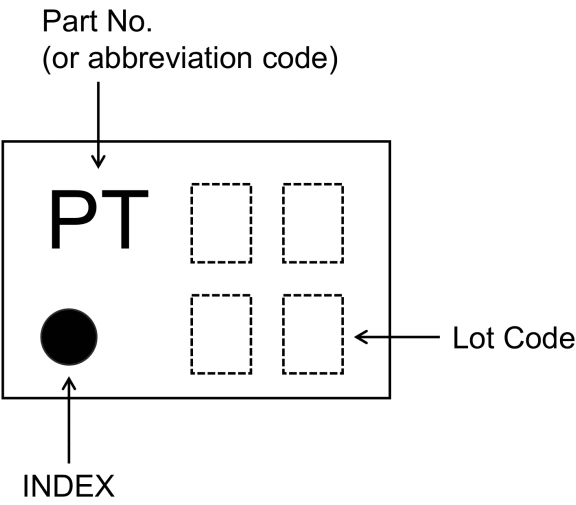 Part No.
(or abbreviation code)
PT
Lot Code
INDEX